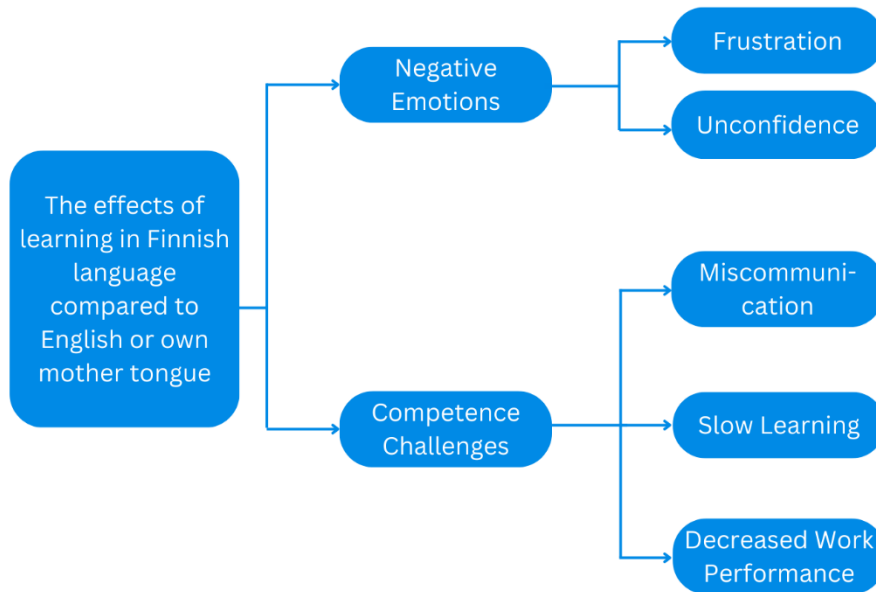 The effects of
learning in Finnish
language
compared to
English or own
mother tongue
Negative
Emotions
Frustration
Unconfidence
Competence
Challenges
Miscommuni-
cation
Slow Learning
Decreased Work
Performance